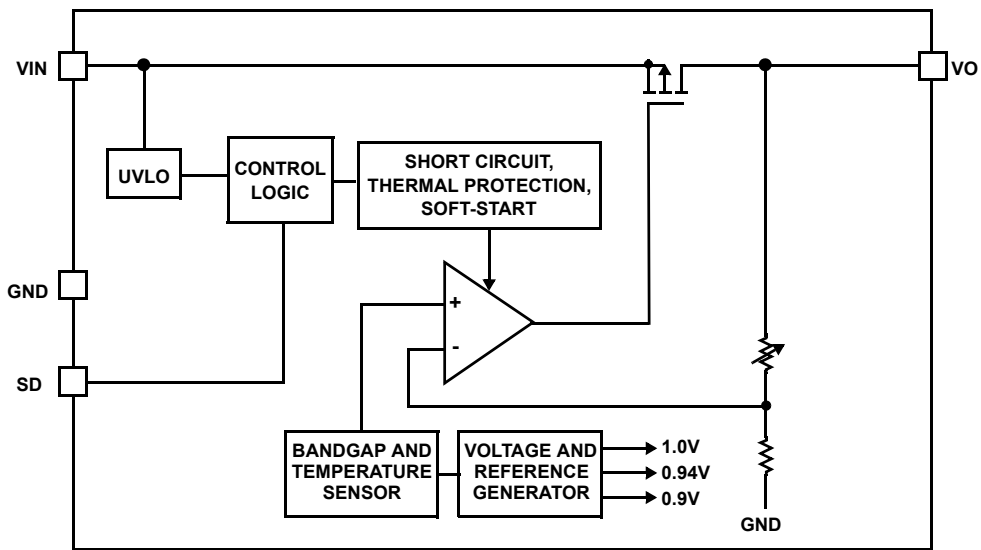 VIN
VO
UVLO
CONTROL
LOGIC
SHORT CIRCUIT,
THERMAL PROTECTION,
SOFT-START
GND
+
-
SD
BANDGAP AND
TEMPERATURE
SENSOR
VOLTAGE AND
REFERENCE
GENERATOR
1.0V
0.94V
0.9V
GND